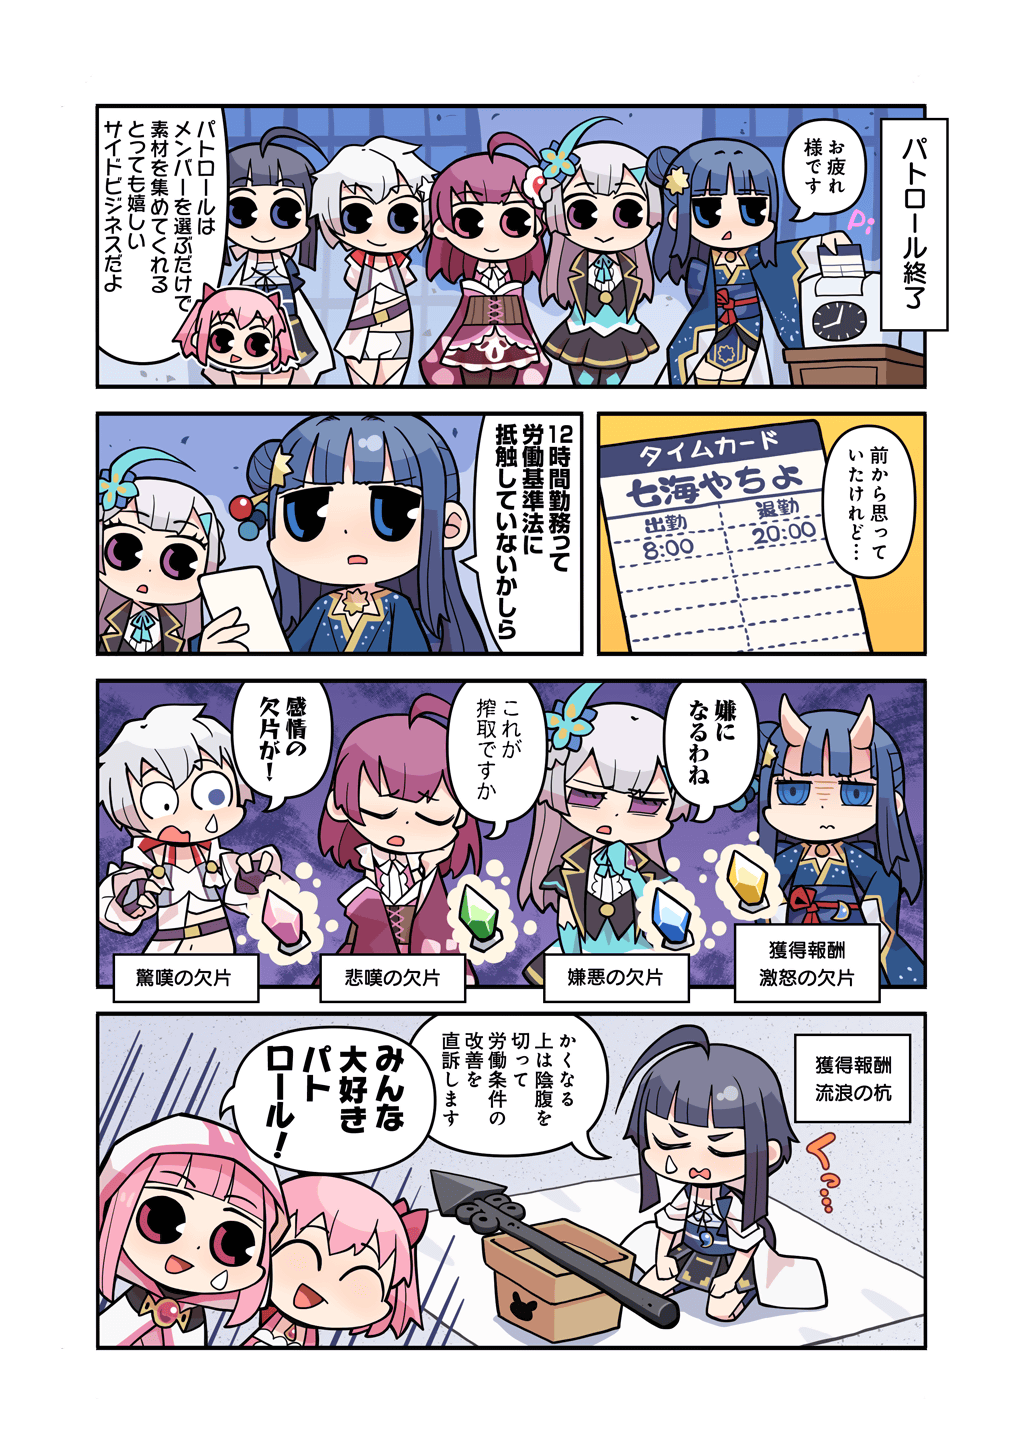 パトロール終了
お疲れ
様です
Pi
パトロールは
メンバーを選ぶだけで
素材を集めてくれる
とっても嬉しい
サイドビジネスだよ
前から思って
いたけれど…
タイムカード
七海やちよ
出勤
退勤
8:00
20:00
12時間勤務って
労働基準法に
抵触していないかしら
嫌に
なるわね
これが
搾取ですか
感情の
欠片が！
獲得報酬
激怒の欠片
嫌悪の欠片
悲嘆の欠片
驚嘆の欠片
獲得報酬
流浪の杭
くっ…
かくなる
上は陰腹を
切って
労働条件の
改善を
直訴します
みんな
大好き
パト
ロール！